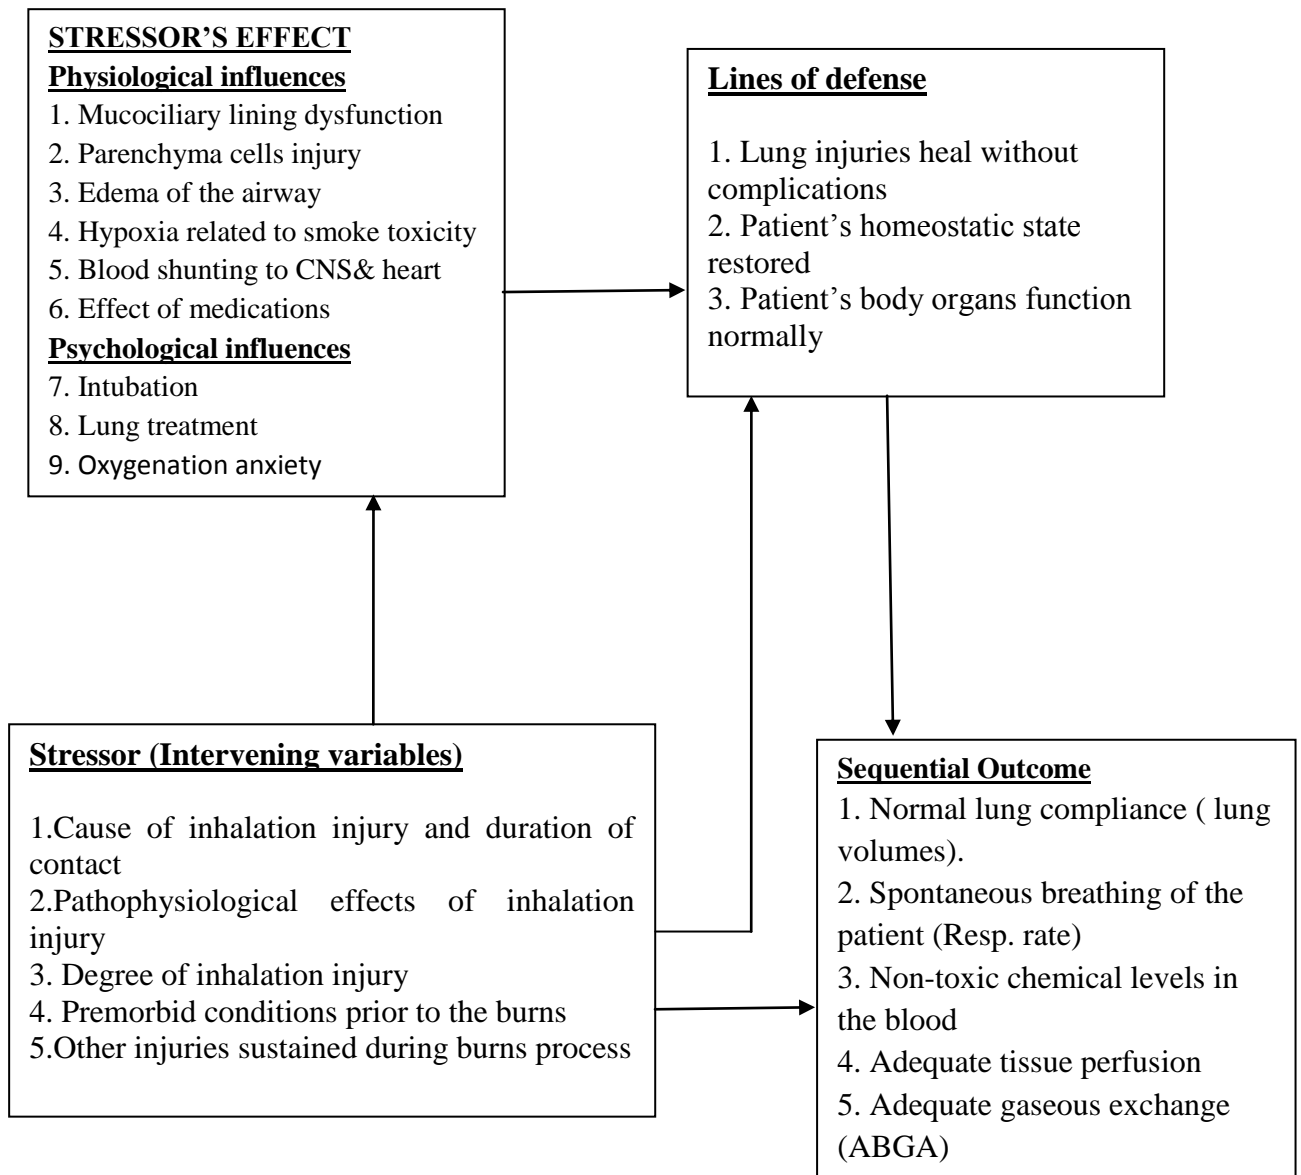 STRESSOR'S EFFECT
Physiological influences
1. Mucociliary lining dysfunction
2. Parenchyma cells injury
3. Edema of the airway
4. Hypoxia related to smoke toxicity
5. Blood shunting to CNS& heart
6. Effect of medications
Psychological influences
7. Intubation
8. Lung treatment
9. Oxygenation anxiety
Lines of defense
1. Lung injuries heal without
complications
2. Patient's homeostatic state
restored
3. Patient's body organs function
normally
Stressor (Intervening variables)
1.Cause of inhalation injury and duration of
contact
2.Pathophysiological effects of inhalation
injury
3. Degree of inhalation injury
4. Premorbid conditions prior to the burns
5.Other injuries sustained during burns process
Sequential Outcome
1. Normal lung compliance ( lung
volumes).
2. Spontaneous breathing of the
patient (Resp. rate)
3. Non-toxic chemical levels in
the blood
4. Adequate tissue perfusion
5. Adequate gaseous exchange
(ABGA)